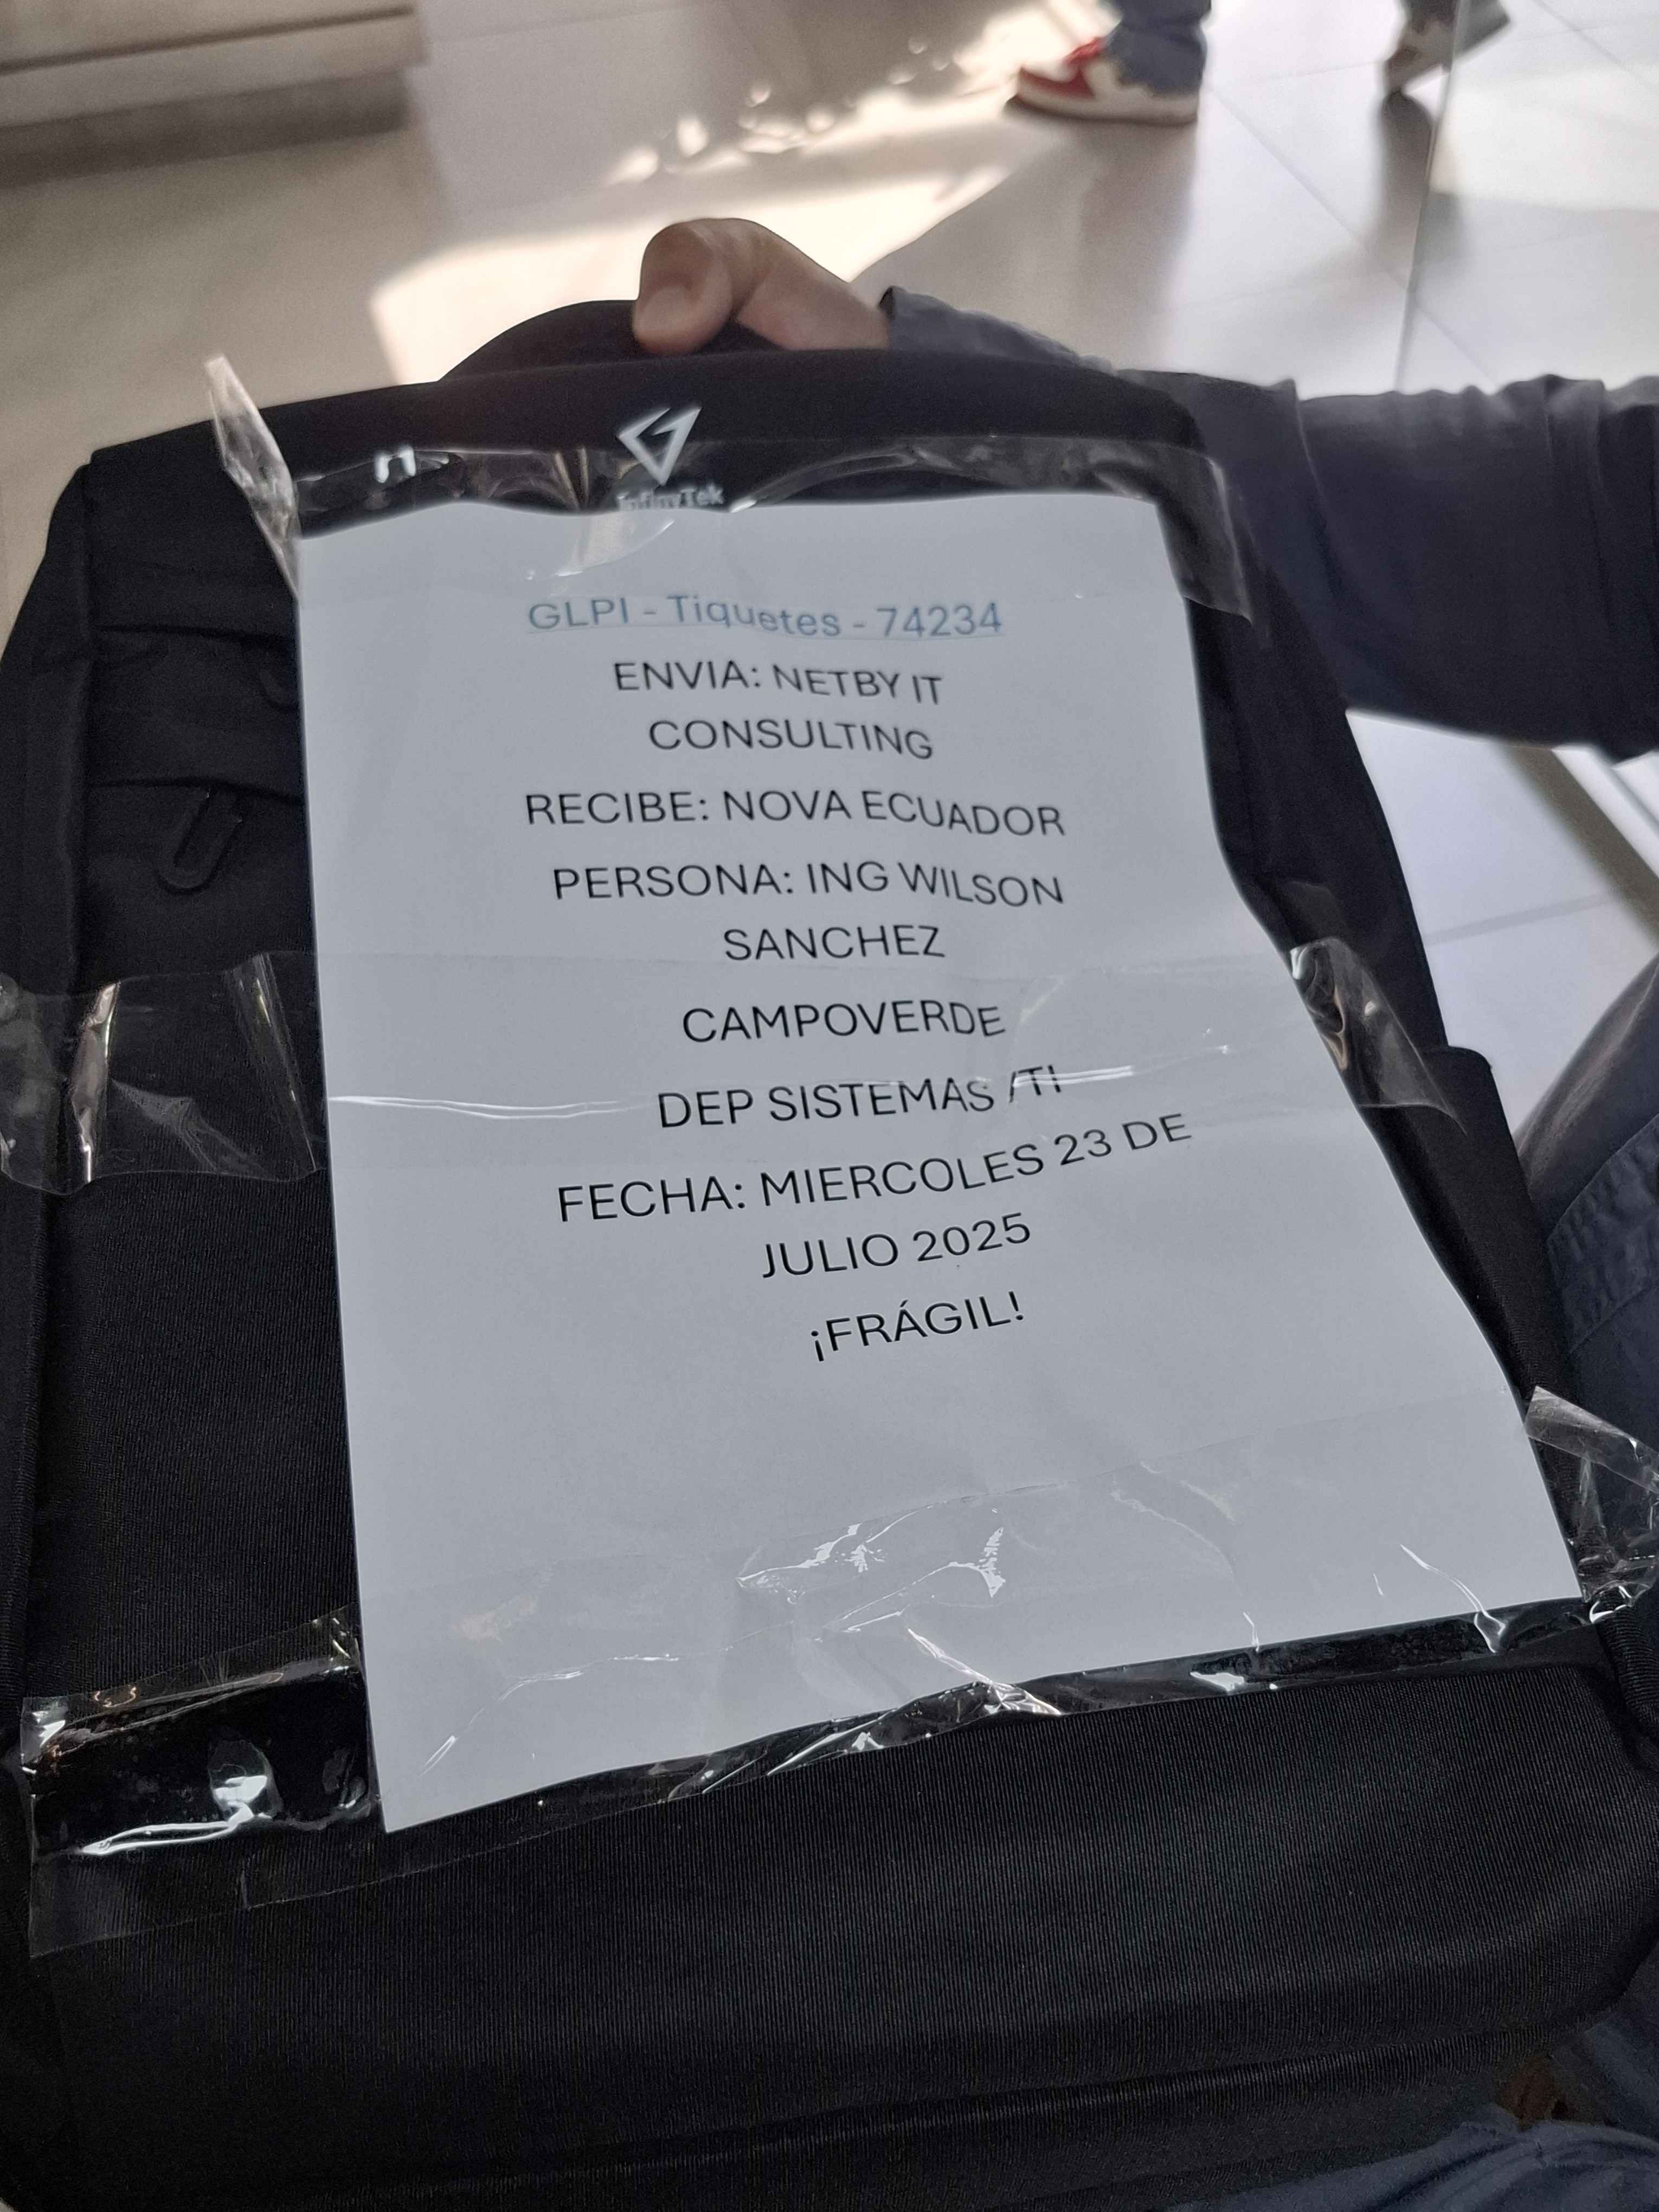 InfinyTek
GLPI - Tiquetes - 74234
ENVIA: NETBY IT
CONSULTING
RECIBE: NOVA ECUADOR
PERSONA: ING WILSON
SANCHEZ
CAMPOVERDE
DEP SISTEMAS /TI
FECHA: MIERCOLES 23 DE
JULIO 2025
¡FRÁGIL!